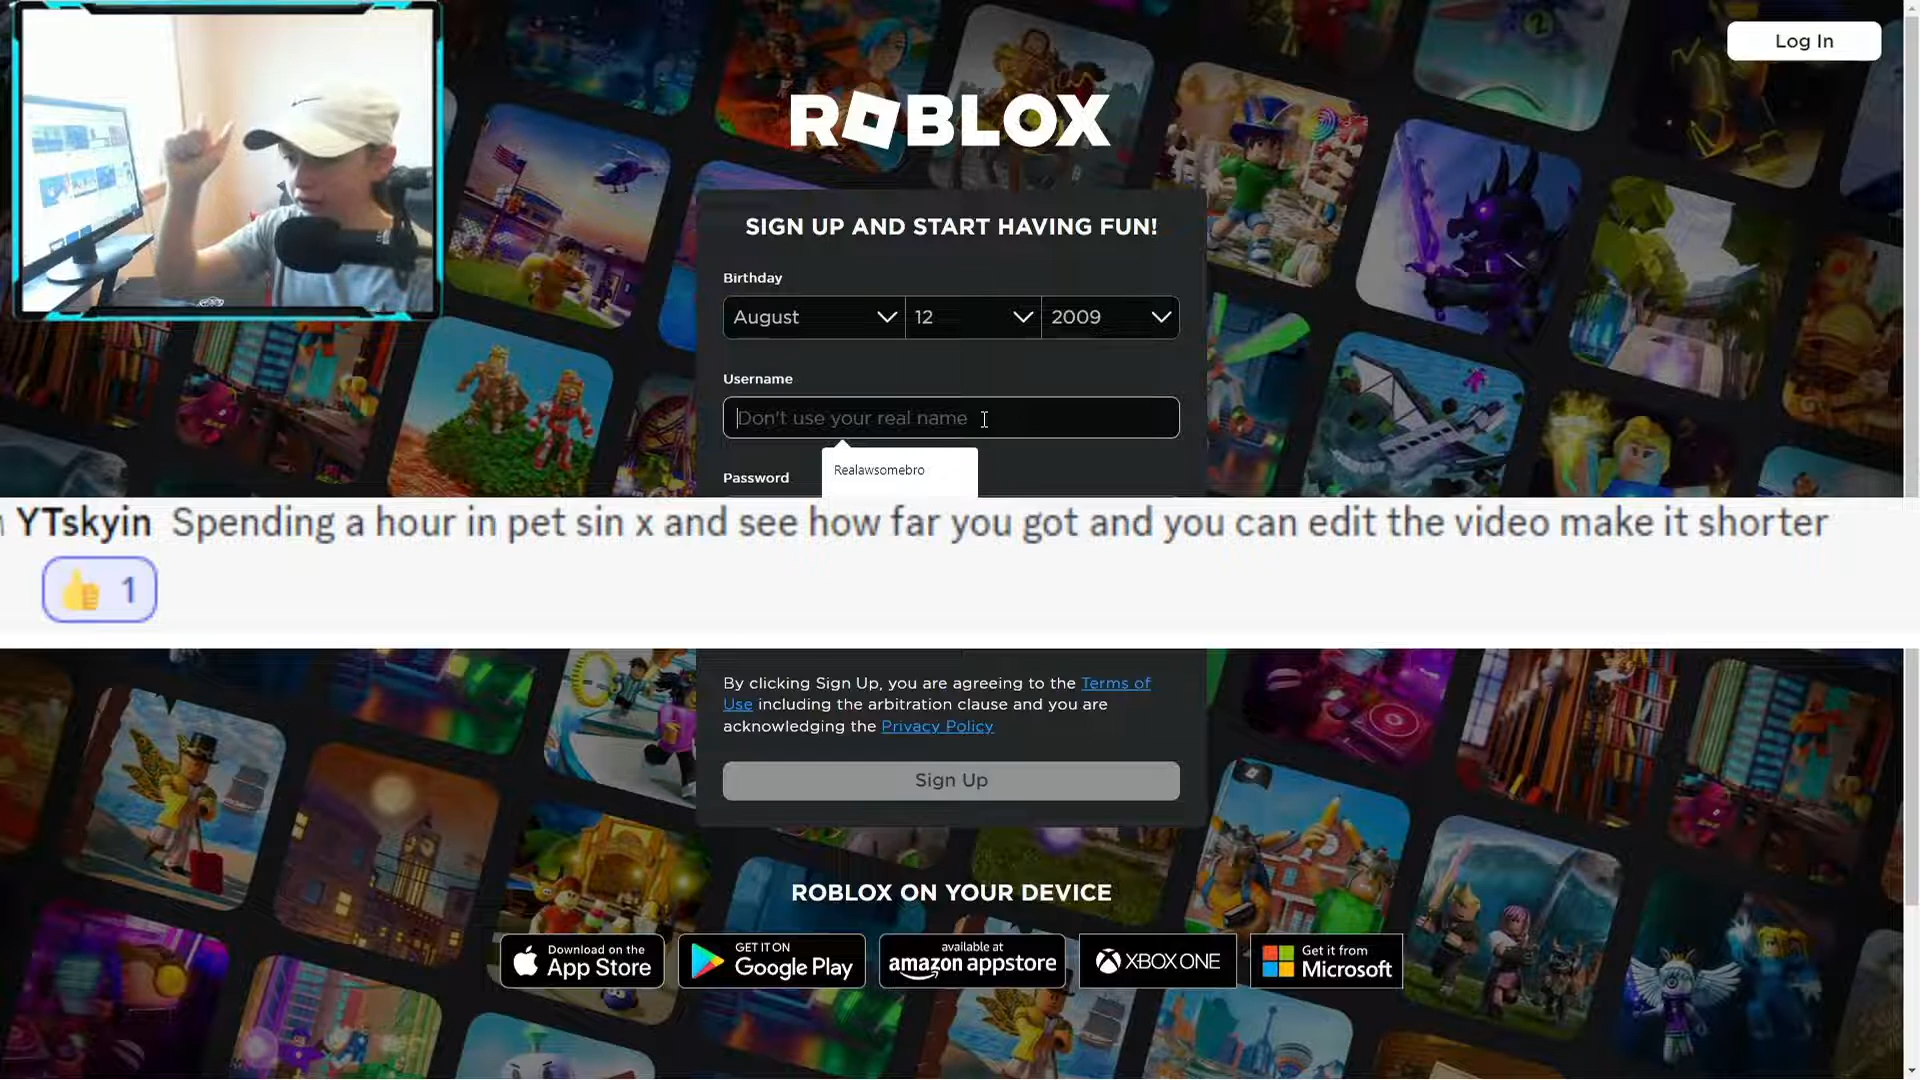 Log In
ROBLOX
SIGN UP AND START HAVING FUN!
Birthday
August 12 2009
Username
Don't use your real name
Realawsomebro
Password
YTskyin Spending a hour in pet sin x and see how far you got and you can edit the video make it shorter
👍 1
By clicking Sign Up, you are agreeing to the Terms of
Use including the arbitration clause and you are
acknowledging the Privacy Policy
Sign Up
ROBLOX ON YOUR DEVICE
Download on the
App Store
GET IT ON
Google Play
available at
amazon appstore
XBOX ONE
Get it from
Microsoft